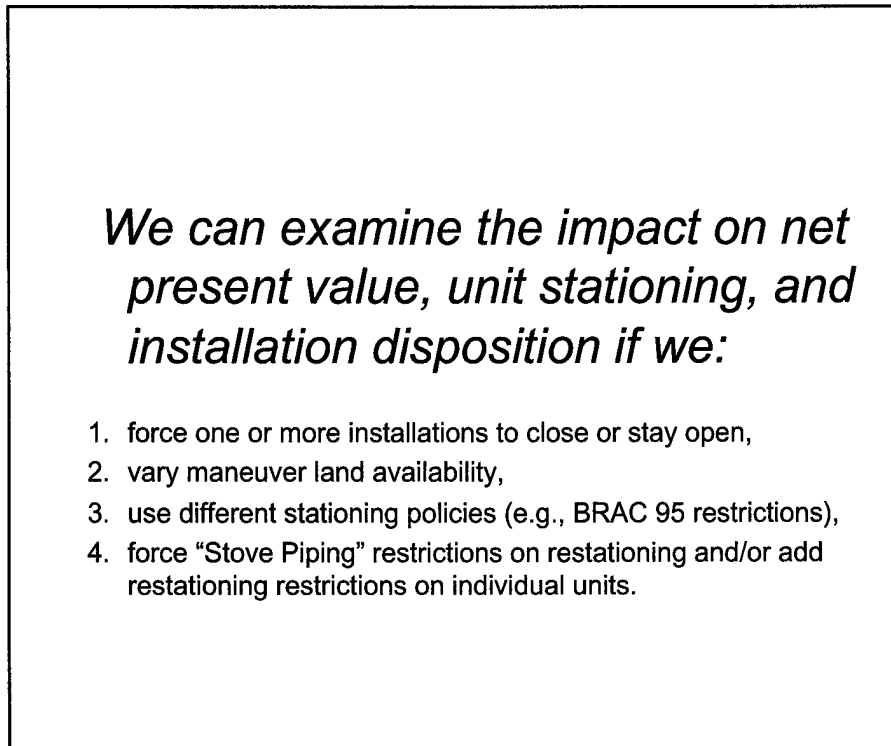 We can examine the impact on net
present value, unit stationing, and
installation disposition if we:
1. force one or more installations to close or stay open,
2. vary maneuver land availability,
3. use different stationing policies (e.g., BRAC 95 restrictions),
4. force “Stove Piping” restrictions on restationing and/or add
restationing restrictions on individual units.